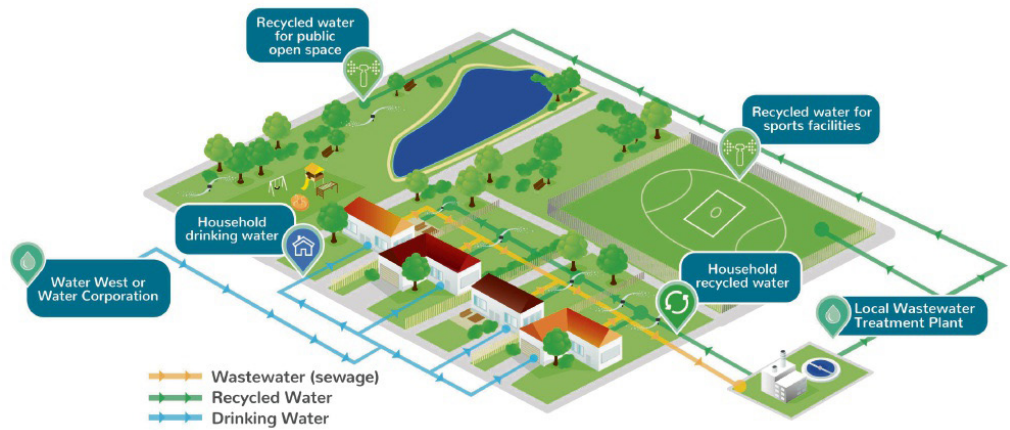 Recycled water
for public
open space
Recycled water for
sports facilities
Household
drinking water
Water West or
Water Corporation
Household
recycled water
Local Wastewater
Treatment Plant
Wastewater (sewage)
Recycled Water
Drinking Water